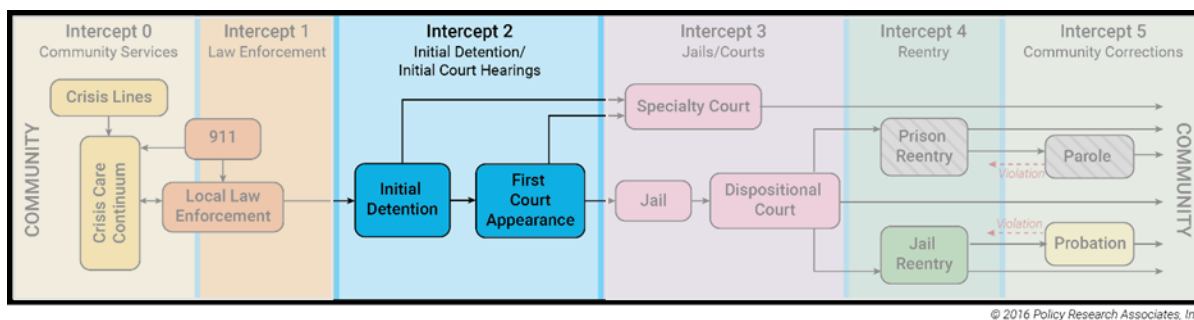 Intercept 0
Community Services
Intercept 1
Law Enforcement
Intercept 2
Initial Detention/
Initial Court Hearings
Intercept 3
Jails/Courts
Intercept 4
Reentry
Intercept 5
Community Corrections
COMMUNITY
Crisis Lines
Crisis Care
Continuum
911
Local Law
Enforcement
Initial
Detention
First
Court
Appearance
Specialty Court
Jail
Dispositional
Court
Prison
Reentry
Violation
Parole
Jail
Reentry
Violation
Probation
COMMUNITY
© 2016 Policy Research Associates, In